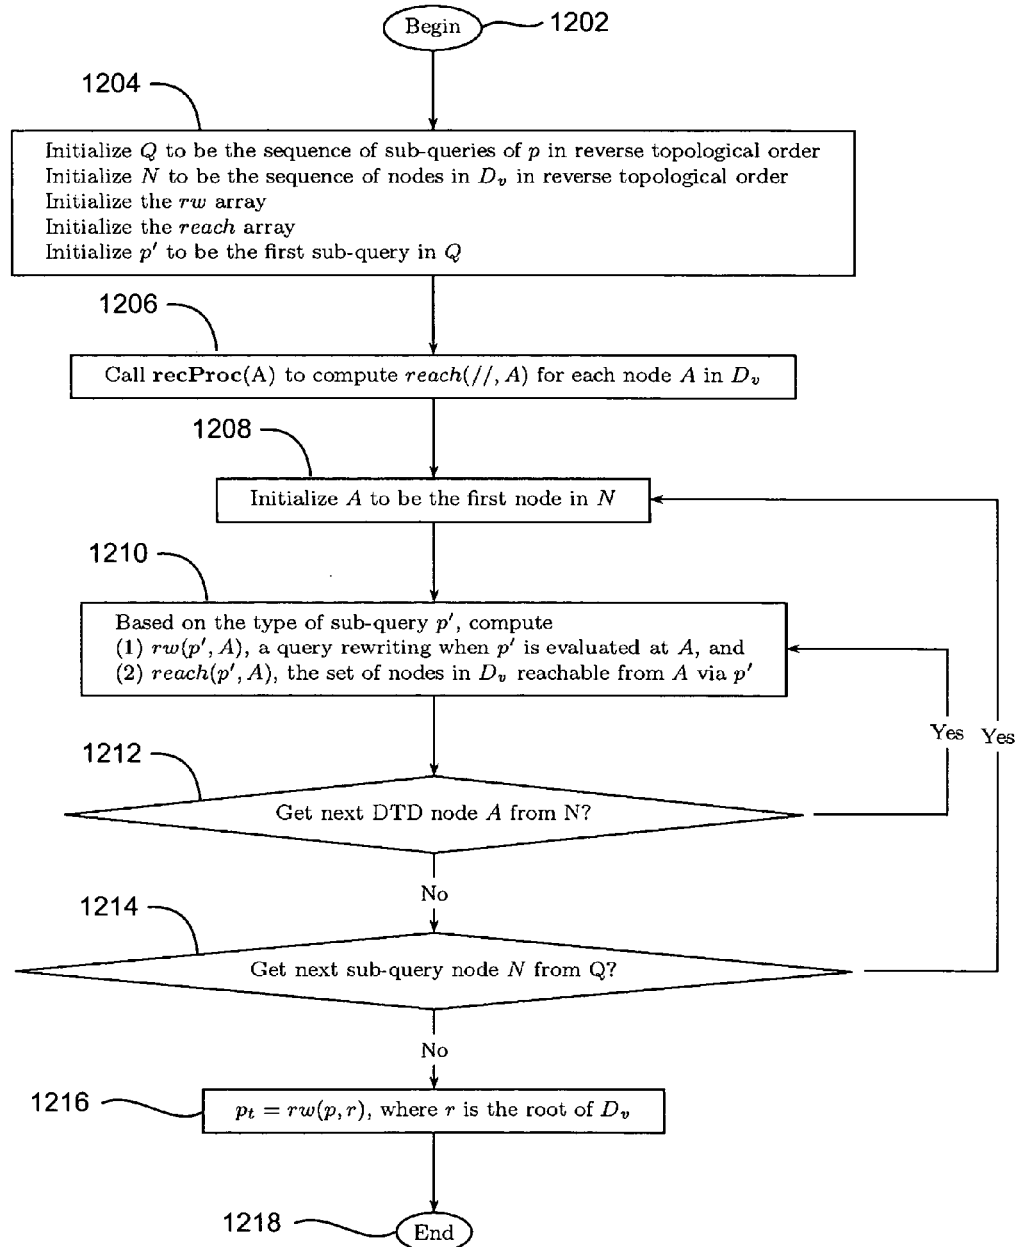 Begin
1202
1204
Initialize Q to be the sequence of sub-queries of p in reverse topological order
Initialize N to be the sequence of nodes in Dᵥ in reverse topological order
Initialize the rw array
Initialize the reach array
Initialize p′ to be the first sub-query in Q
1206
Call recProc(A) to compute reach(//, A) for each node A in Dᵥ
1208
Initialize A to be the first node in N
1210
Based on the type of sub-query p′, compute
(1) rw(p′, A), a query rewriting when p′ is evaluated at A, and
(2) reach(p′, A), the set of nodes in Dᵥ reachable from A via p′
Yes
Yes
1212
Get next DTD node A from N?
No
1214
Get next sub-query node N from Q?
No
1216
pₜ = rw(p, r), where r is the root of Dᵥ
1218
End